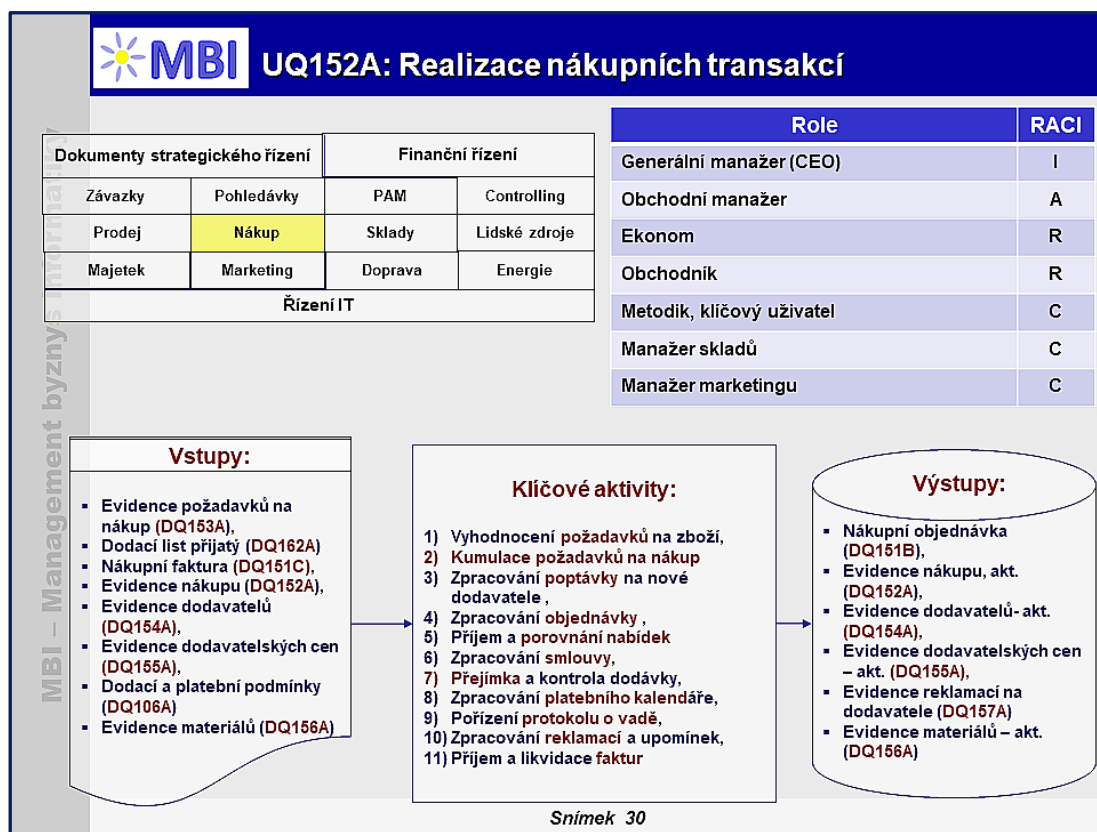 MBI
UQ152A: Realizace nákupních transakcí
MBI – Management byznys informatiky
Dokumenty strategického řízení
Finanční řízení
Závazky
Pohledávky
PAM
Controlling
Prodej
Nákup
Sklady
Lidské zdroje
Majetek
Marketing
Doprava
Energie
Řízení IT
Role RACI
Generální manažer (CEO) I
Obchodní manažer A
Ekonom R
Obchodník R
Metodik, klíčový uživatel C
Manažer skladů C
Manažer marketingu C
Vstupy:
▪ Evidence požadavků na
nákup (DQ153A),
▪ Dodací list přijatý (DQ162A)
▪ Nákupní faktura (DQ151C),
▪ Evidence nákupu (DQ152A),
▪ Evidence dodavatelů
(DQ154A),
▪ Evidence dodavatelských cen
(DQ155A),
▪ Dodací a platební podmínky
(DQ106A)
▪ Evidence materiálů (DQ156A)
Klíčové aktivity:
1) Vyhodnocení požadavků na zboží,
2) Kumulace požadavků na nákup
3) Zpracování poptávky na nové
dodavatele ,
4) Zpracování objednávky ,
5) Příjem a porovnání nabídek
6) Zpracování smlouvy,
7) Přejímka a kontrola dodávky,
8) Zpracování platebního kalendáře,
9) Pořízení protokolu o vadě,
10) Zpracování reklamací a upomínek,
11) Příjem a likvidace faktur
Výstupy:
▪ Nákupní objednávka
(DQ151B),
▪ Evidence nákupu, akt.
(DQ152A),
▪ Evidence dodavatelů- akt.
(DQ154A),
▪ Evidence dodavatelských cen
– akt. (DQ155A),
▪ Evidence reklamací na
dodavatele (DQ157A)
▪ Evidence materiálů – akt.
(DQ156A)
Snímek 30